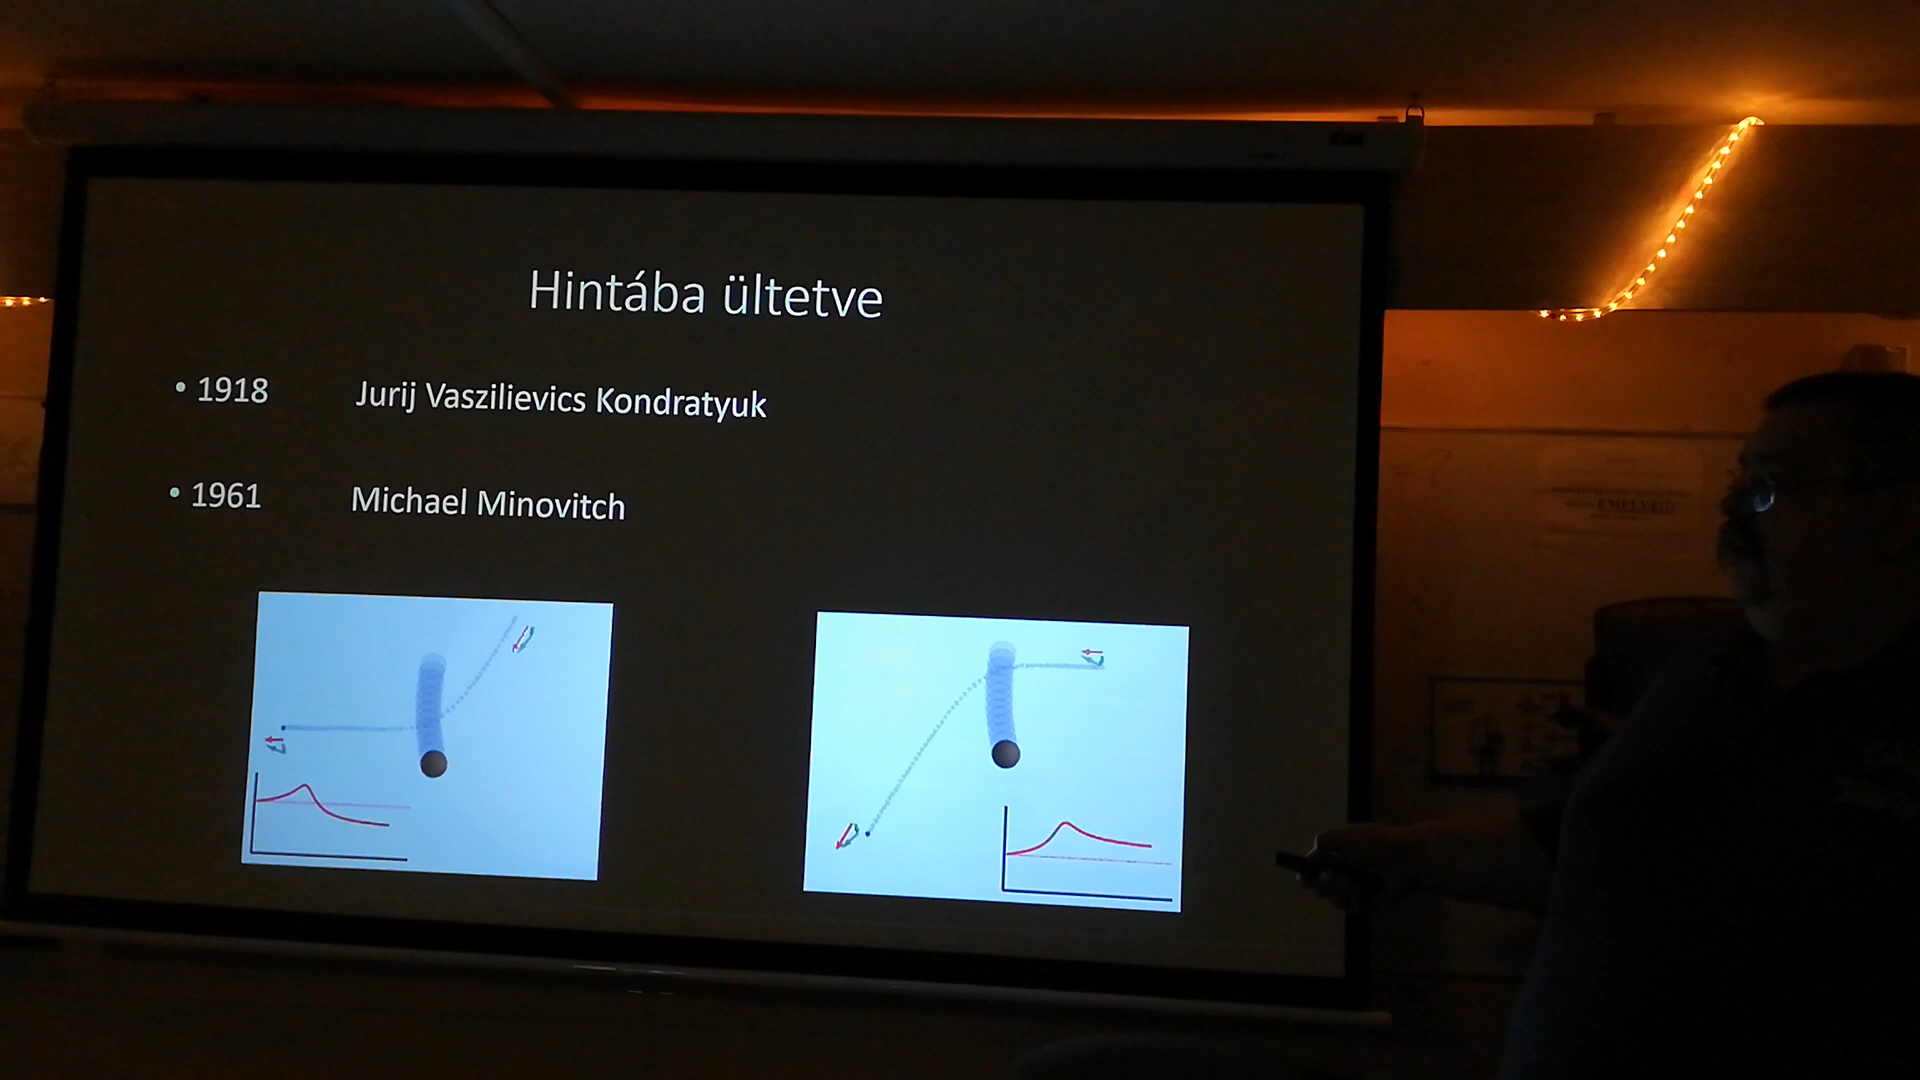 Hintába ültetve
• 1918 Jurij Vaszilievics Kondratyuk
• 1961 Michael Minovitch